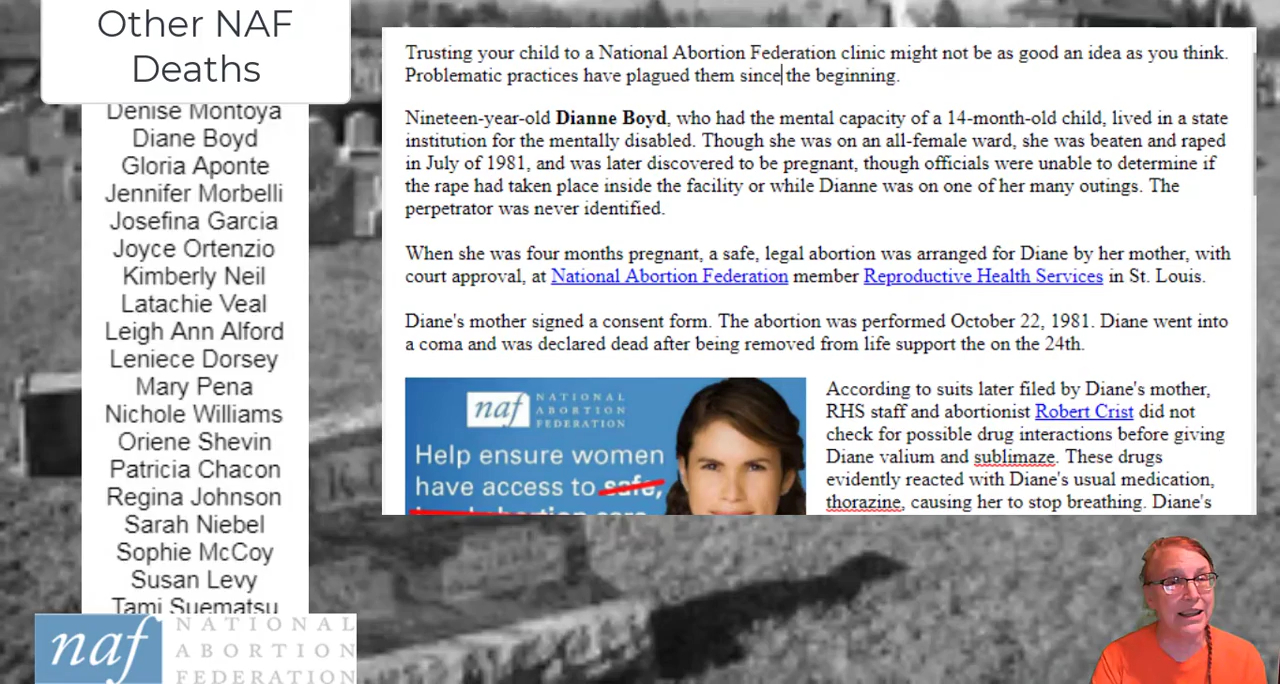 Other NAF
Deaths
Denise Montoya
Diane Boyd
Gloria Aponte
Jennifer Morbelli
Josefina Garcia
Joyce Ortenzio
Kimberly Neil
Latachie Veal
Leigh Ann Alford
Leniece Dorsey
Mary Pena
Nichole Williams
Oriene Shevin
Patricia Chacon
Regina Johnson
Sarah Niebel
Sophie McCoy
Susan Levy
Tami Suematsu
naf NATIONAL
ABORTION
FEDERATION
Trusting your child to a National Abortion Federation clinic might not be as good an idea as you think.
Problematic practices have plagued them since the beginning.
Nineteen-year-old Dianne Boyd, who had the mental capacity of a 14-month-old child, lived in a state
institution for the mentally disabled. Though she was on an all-female ward, she was beaten and raped
in July of 1981, and was later discovered to be pregnant, though officials were unable to determine if
the rape had taken place inside the facility or while Dianne was on one of her many outings. The
perpetrator was never identified.
When she was four months pregnant, a safe, legal abortion was arranged for Diane by her mother, with
court approval, at National Abortion Federation member Reproductive Health Services in St. Louis.
Diane's mother signed a consent form. The abortion was performed October 22, 1981. Diane went into
a coma and was declared dead after being removed from life support the on the 24th.
naf NATIONAL
ABORTION
FEDERATION
Help ensure women
have access to safe,
legal abortion care
According to suits later filed by Diane's mother,
RHS staff and abortionist Robert Crist did not
check for possible drug interactions before giving
Diane valium and sublimaze. These drugs
evidently reacted with Diane's usual medication,
thorazine, causing her to stop breathing. Diane's